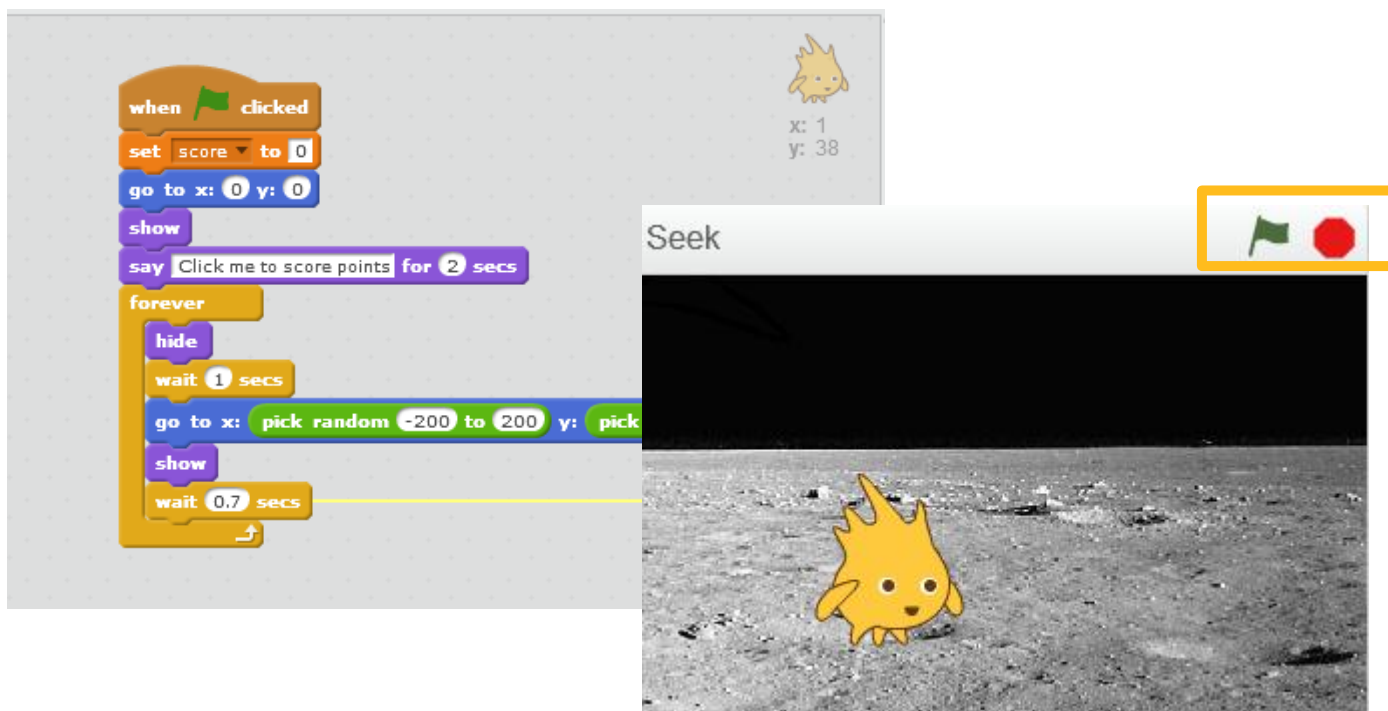 when clicked
set score to 0
go to x: 0 y: 0
show
say Click me to score points for 2 secs
forever
hide
wait 1 secs
go to x: pick random -200 to 200 y: pick
show
wait 0.7 secs
x: 1
y: 38
Seek